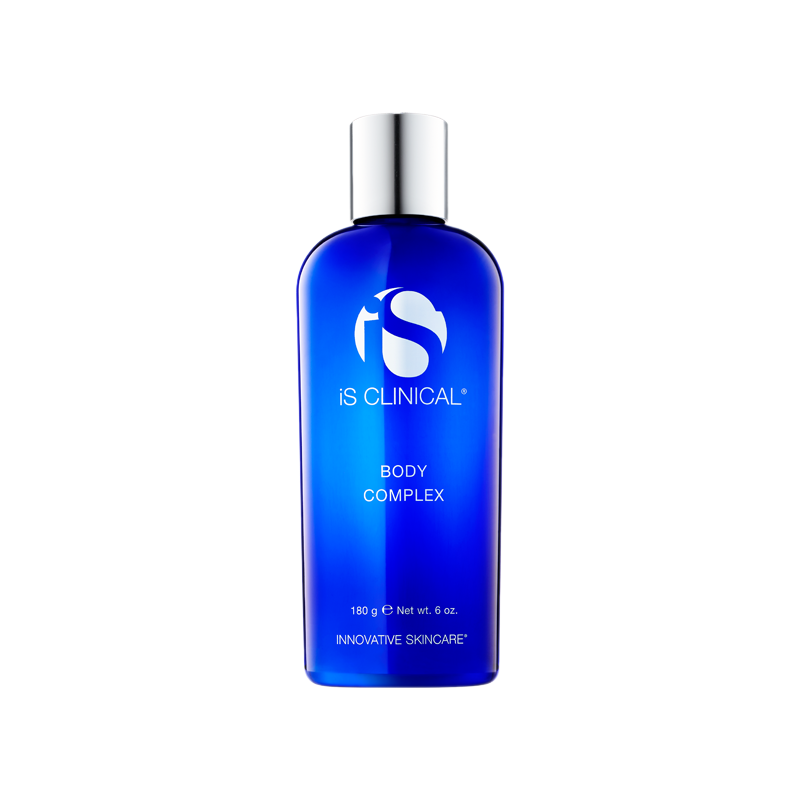 iS
iS CLINICAL®
BODY
COMPLEX
180 g ℮ Net wt. 6 oz.
INNOVATIVE SKINCARE®